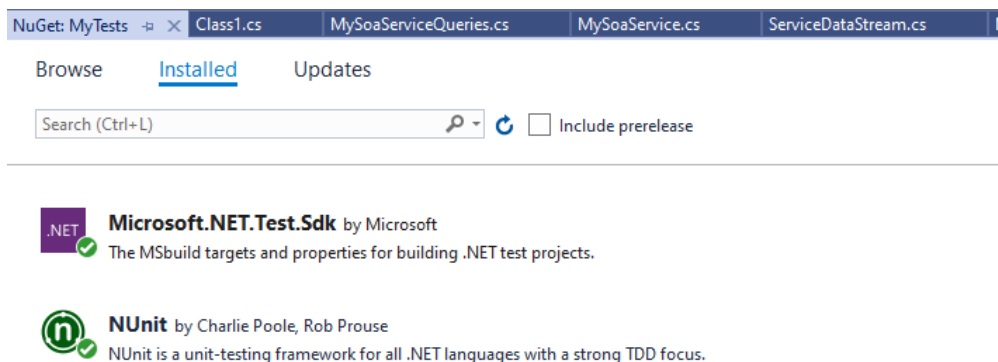 NuGet: MyTests Class1.cs MySoaServiceQueries.cs MySoaService.cs ServiceDataStream.cs
Browse Installed Updates
Search (Ctrl+L) Include prerelease
.NET Microsoft.NET.Test.Sdk by Microsoft
The MSbuild targets and properties for building .NET test projects.
n NUnit by Charlie Poole, Rob Prouse
NUnit is a unit-testing framework for all .NET languages with a strong TDD focus.